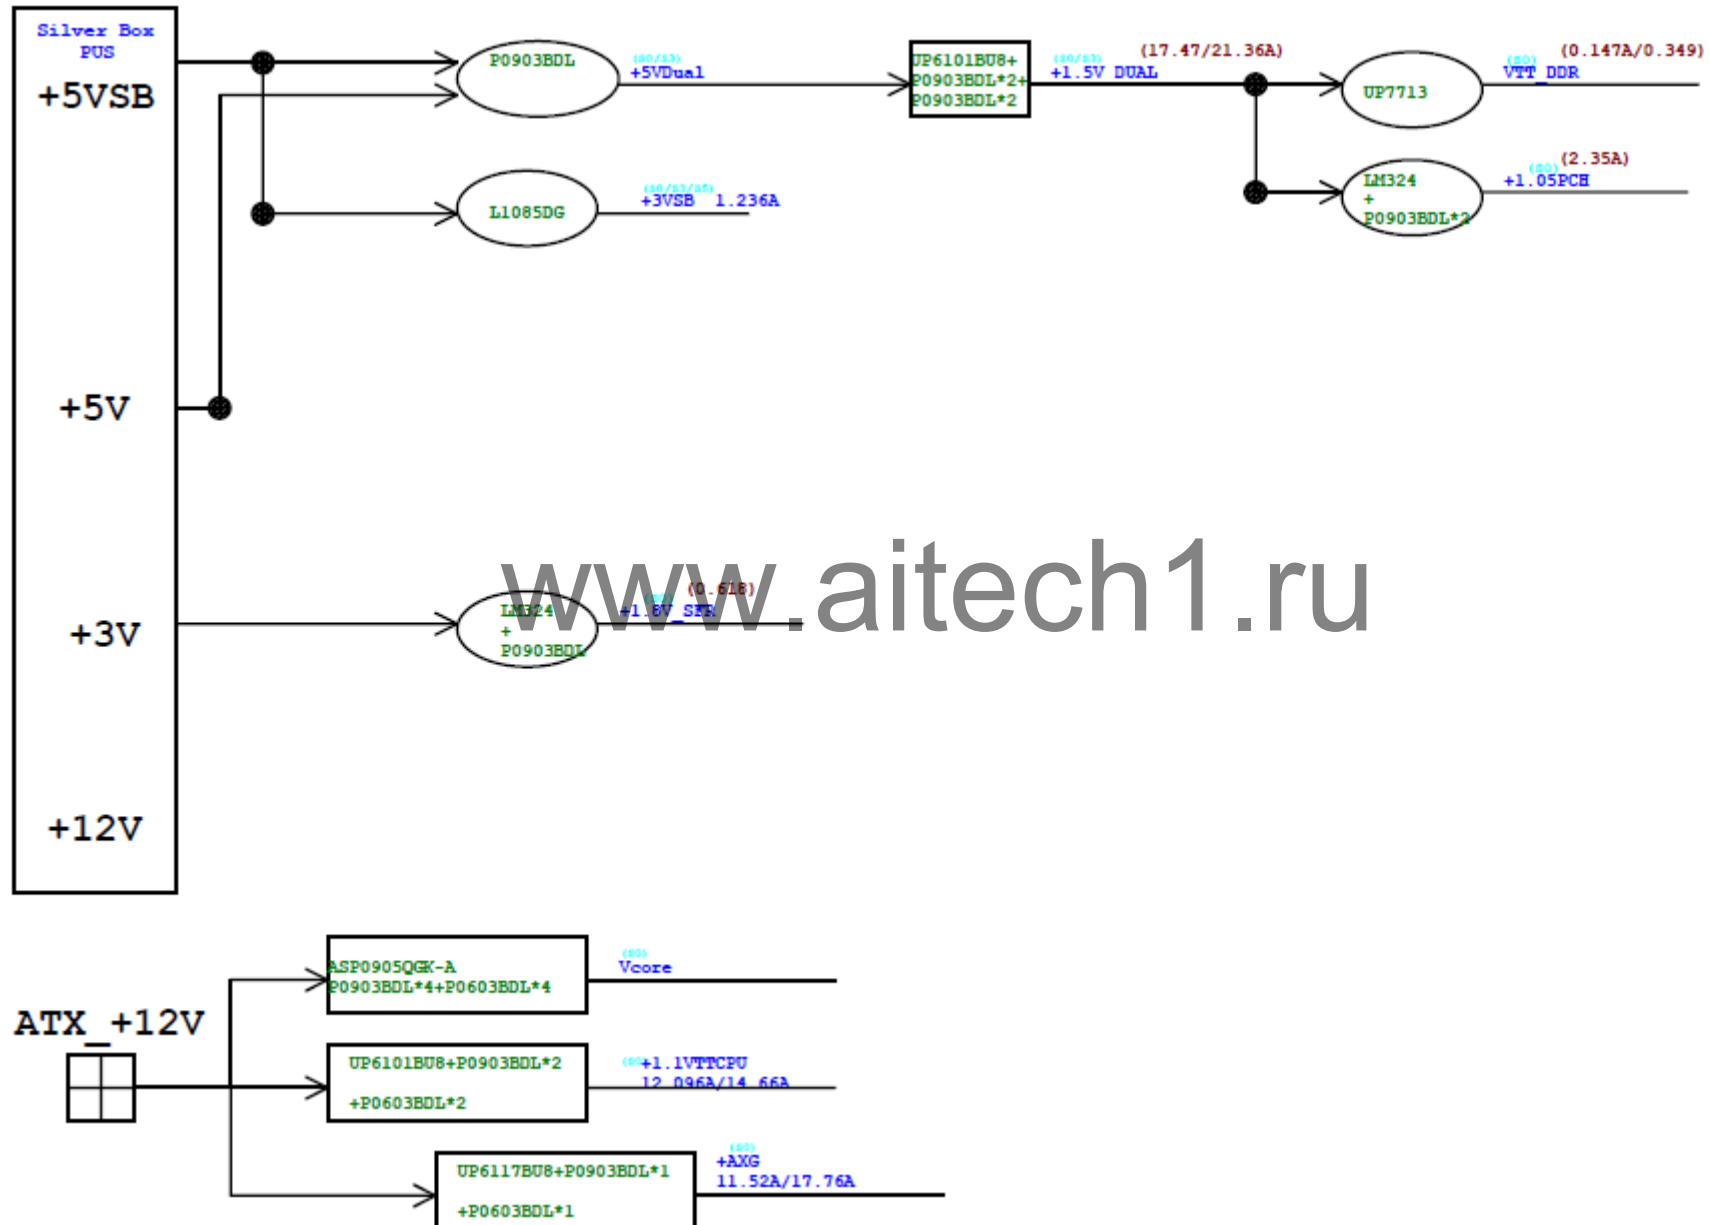 Silver Box
PUS
+5VSB
P0903BDL
(S0/S3)
+5VDual
UP6101BU8+
P0903BDL*2+
P0903BDL*2
(S0/S3)
(17.47/21.36A)
+1.5V DUAL
UP7713
(0.147A/0.349)
(S0)
VTT_DDR
L1085DG
(S0/S3/S5)
+3VSB 1.236A
LM324
+
P0903BDL*2
(2.35A)
(S0)
+1.05PCH
+5V
+3V
LM324
+
P0903BDL
(0.618)
+1.8V_SFR
www.aitech1.ru
+12V
ASP0905QGK-A
P0903BDL*4+P0603BDL*4
(S0)
Vcore
ATX_+12V
UP6101BU8+P0903BDL*2
+P0603BDL*2
(S0)
+1.1VTTCPU
12.096A/14.66A
UP6117BU8+P0903BDL*1
+P0603BDL*1
(S0)
+AXG
11.52A/17.76A